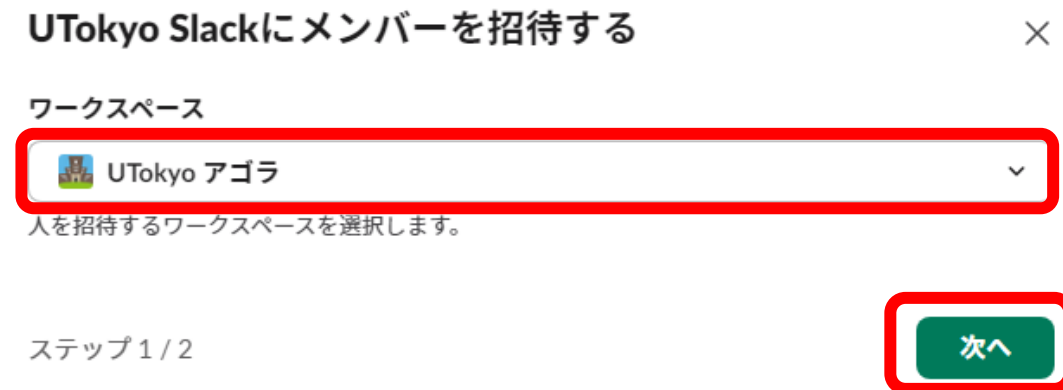 UTokyo Slackにメンバーを招待する
ワークスペース
UTokyo アゴラ
人を招待するワークスペースを選択します。
ステップ 1 / 2
次へ